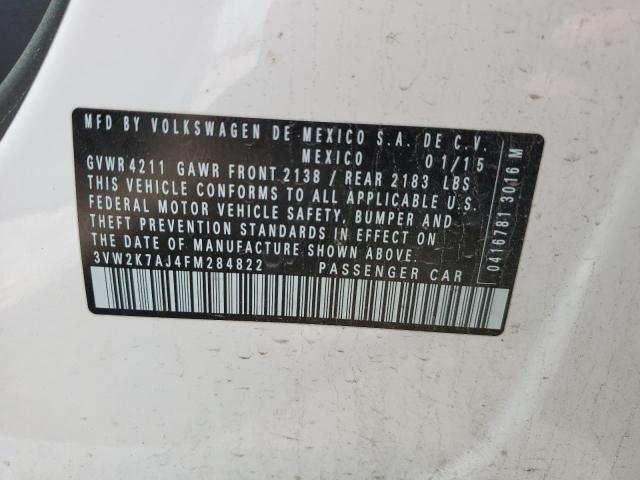 MFD BY VOLKSWAGEN DE MEXICO S.A. DE C.V.
MEXICO 01/15
GVWR 4211 GAWR FRONT 2138 / REAR 2183 LBS
THIS VEHICLE CONFORMS TO ALL APPLICABLE U.S.
FEDERAL MOTOR VEHICLE SAFETY, BUMPER AND
THEFT PREVENTION STANDARDS IN EFFECT ON
THE DATE OF MANUFACTURE SHOWN ABOVE.
3VW2K7AJ4FM284822 PASSENGER CAR
0416781 3016 M